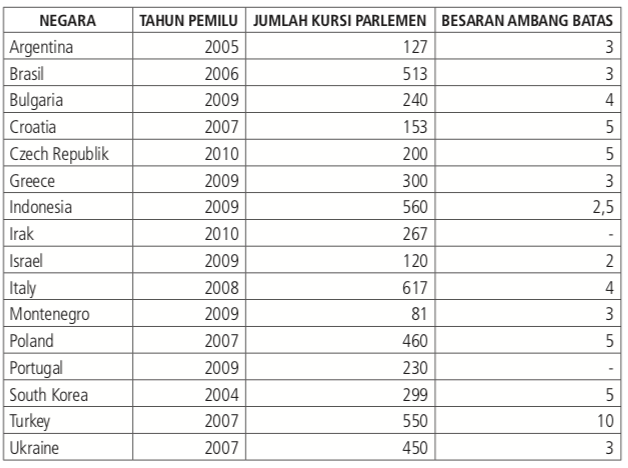 NEGARA TAHUN PEMILU JUMLAH KURSI PARLEMEN BESARAN AMBANG BATAS
Argentina 2005 127 3
Brasil 2006 513 3
Bulgaria 2009 240 4
Croatia 2007 153 5
Czech Republik 2010 200 5
Greece 2009 300 3
Indonesia 2009 560 2,5
Irak 2010 267 -
Israel 2009 120 2
Italy 2008 617 4
Montenegro 2009 81 3
Poland 2007 460 5
Portugal 2009 230 -
South Korea 2004 299 5
Turkey 2007 550 10
Ukraine 2007 450 3